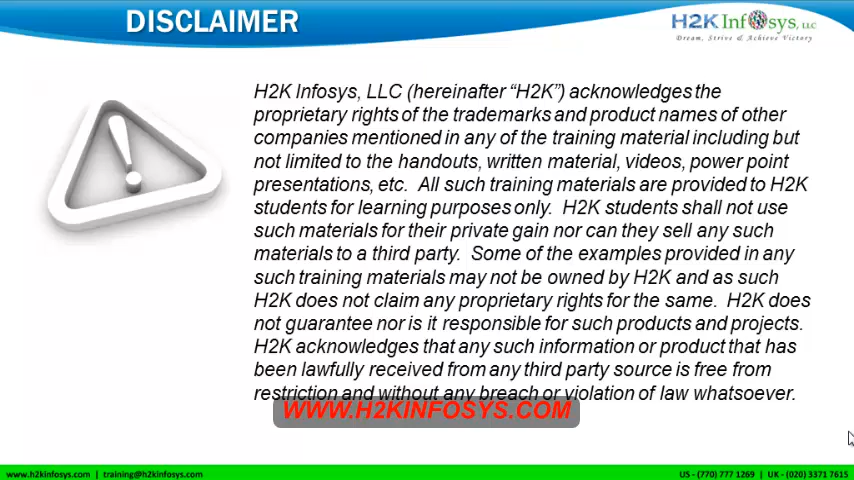 DISCLAIMER
H2K Infosys, LLC
Dream, Strive & Achieve Victory
H2K Infosys, LLC (hereinafter “H2K”) acknowledges the
proprietary rights of the trademarks and product names of other
companies mentioned in any of the training material including but
not limited to the handouts, written material, videos, power point
presentations, etc. All such training materials are provided to H2K
students for learning purposes only. H2K students shall not use
such materials for their private gain nor can they sell any such
materials to a third party. Some of the examples provided in any
such training materials may not be owned by H2K and as such
H2K does not claim any proprietary rights for the same. H2K does
not guarantee nor is it responsible for such products and projects.
H2K acknowledges that any such information or product that has
been lawfully received from any third party source is free from
restriction and without any breach or violation of law whatsoever.
WWW.H2KINFOSYS.COM
www.h2kinfosys.com | training@h2kinfosys.com
US - (770) 777 1269 | UK - (020) 3371 7615